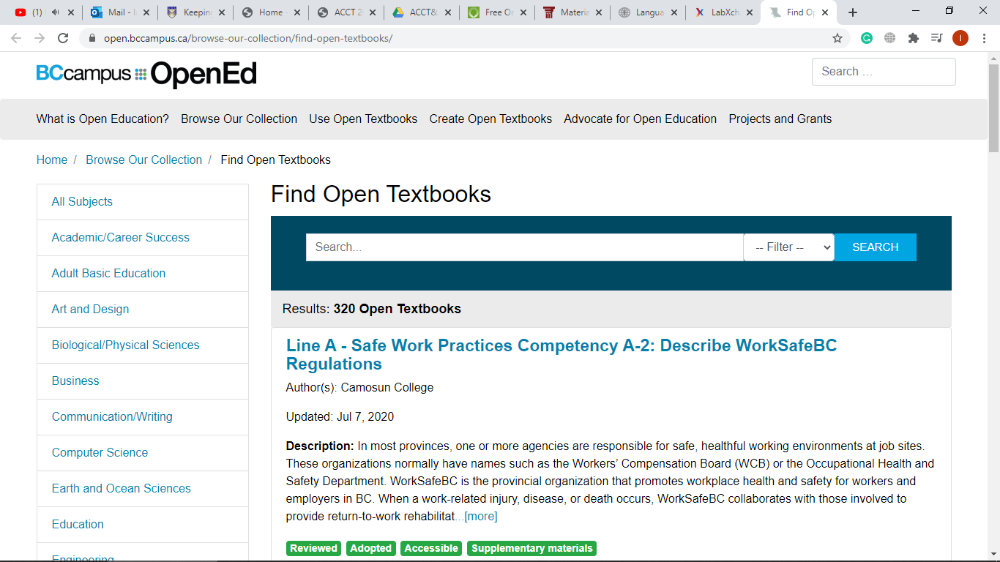 (1)
Mail - 
Keeping
Home -
ACCT 2
ACCT&
Free O
Materia
Langua
LabXch
Find Op
open.bccampus.ca/browse-our-collection/find-open-textbooks/
I
BCcampus OpenEd
Search ...
What is Open Education? Browse Our Collection Use Open Textbooks Create Open Textbooks Advocate for Open Education Projects and Grants
Home / Browse Our Collection / Find Open Textbooks
All Subjects
Academic/Career Success
Adult Basic Education
Art and Design
Biological/Physical Sciences
Business
Communication/Writing
Computer Science
Earth and Ocean Sciences
Education
Engineering
Find Open Textbooks
Search... -- Filter -- SEARCH
Results: 320 Open Textbooks
Line A - Safe Work Practices Competency A-2: Describe WorkSafeBC
Regulations
Author(s): Camosun College
Updated: Jul 7, 2020
Description: In most provinces, one or more agencies are responsible for safe, healthful working environments at job sites.
These organizations normally have names such as the Workers’ Compensation Board (WCB) or the Occupational Health and
Safety Department. WorkSafeBC is the provincial organization that promotes workplace health and safety for workers and
employers in BC. When a work-related injury, disease, or death occurs, WorkSafeBC collaborates with those involved to
provide return-to-work rehabilitat...[more]
Reviewed Adopted Accessible Supplementary materials